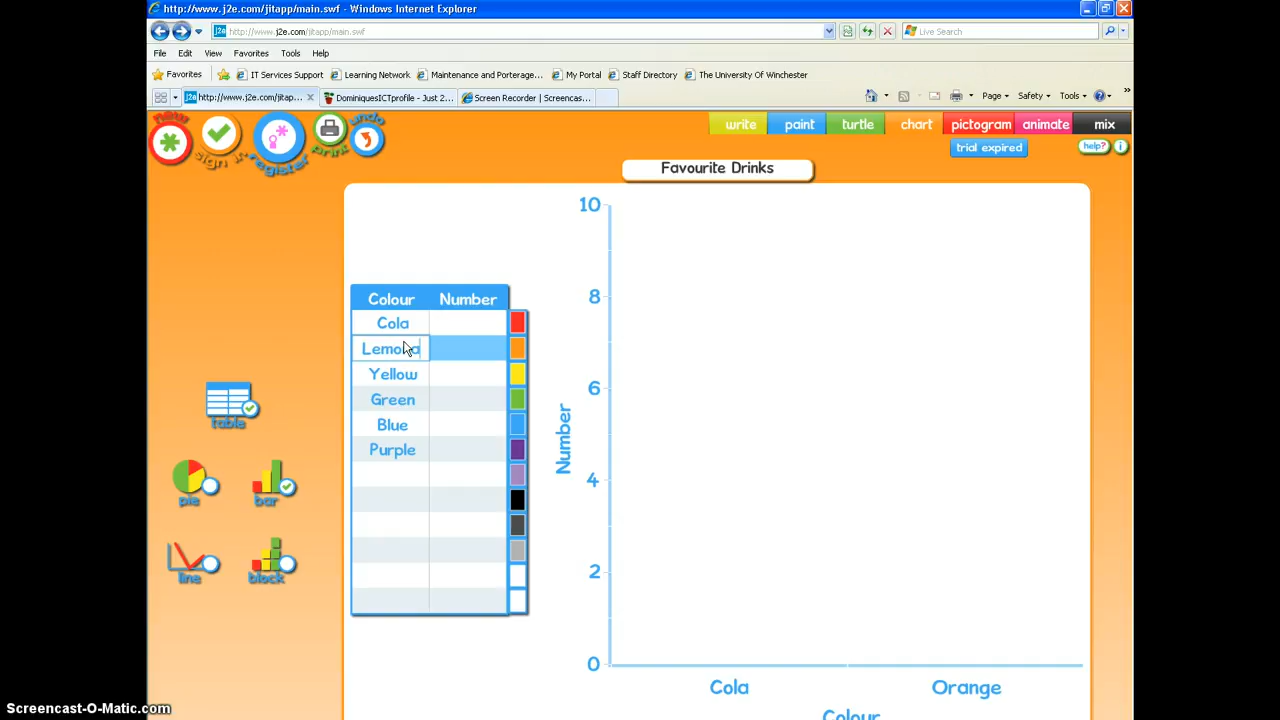 http://www.j2e.com/jitapp/main.swf - Windows Internet Explorer
j2e http://www.j2e.com/jitapp/main.swf
Live Search
File Edit View Favorites Tools Help
Favorites IT Services Support Learning Network Maintenance and Porterage... My Portal Staff Directory The University Of Winchester
j2e http://www.j2e.com/jitap... DominiquesICTprofile - Just 2... Screen Recorder | Screencas...
Page Safety Tools
new sign in register print undo
write paint turtle chart pictogram animate mix
trial expired help? i
Favourite Drinks
Colour Number
Cola
Yellow
Green
Blue
Purple
table
pie bar
line block
10
8
6
4
2
0
Number
Cola Orange
Colour
Screencast-O-Matic.com